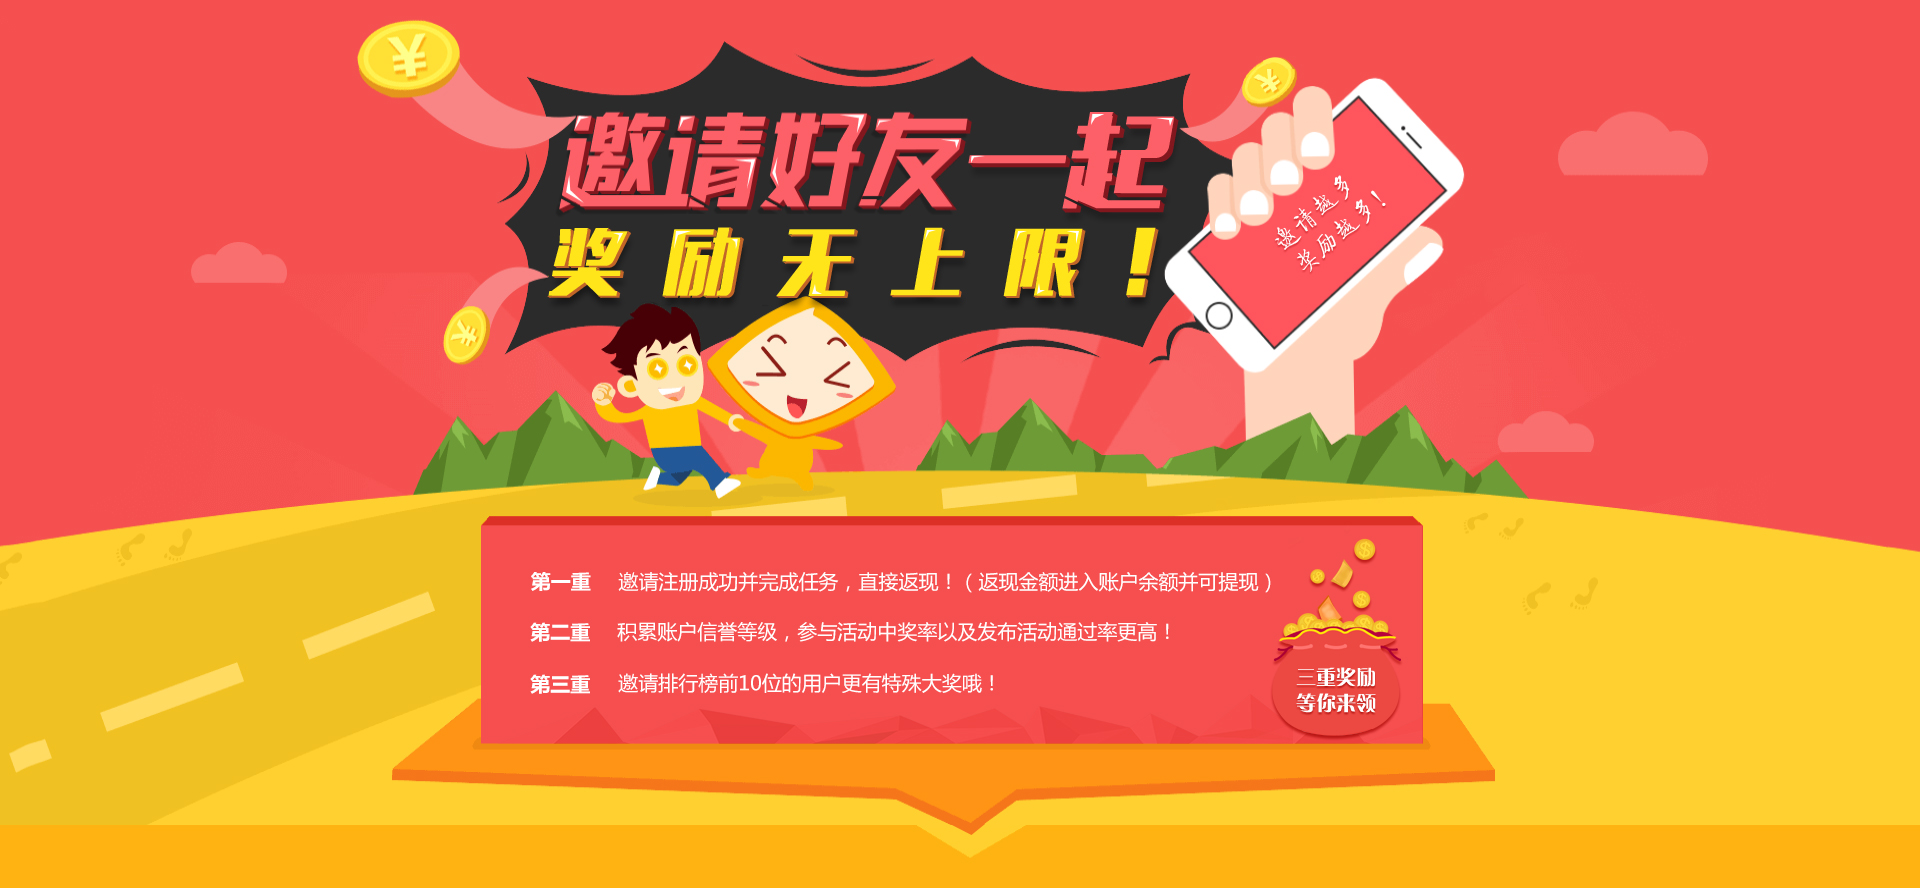 邀请好友一起
奖励无上限！
邀请越多
奖励越多！
第一重 邀请注册成功并完成任务，直接返现！（返现金额进入账户余额并可提现）
第二重 积累账户信誉等级，参与活动中奖率以及发布活动通过率更高！
第三重 邀请排行榜前10位的用户更有特殊大奖哦！
三重奖励
等你来领